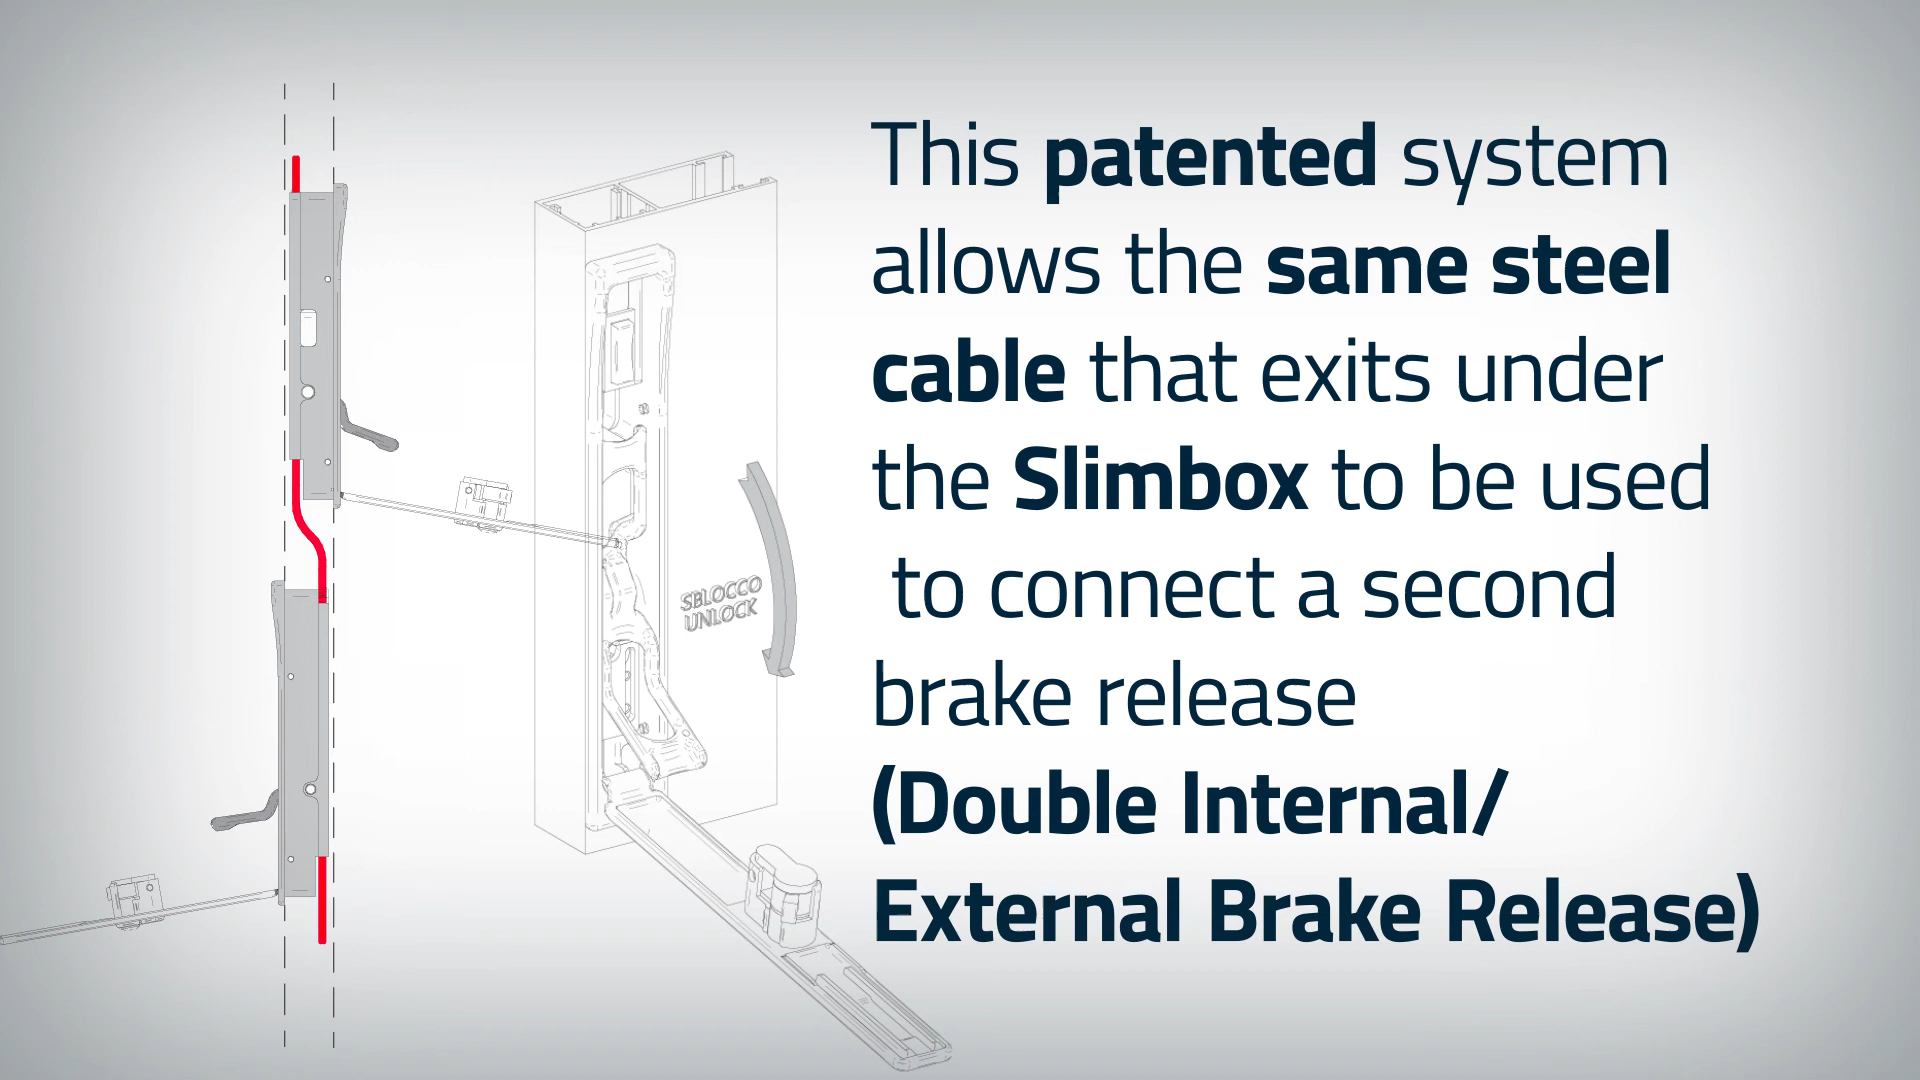 This patented system
allows the same steel
cable that exits under
the Slimbox to be used
to connect a second
brake release
(Double Internal/
External Brake Release)
SBLOCCO
UNLOCK